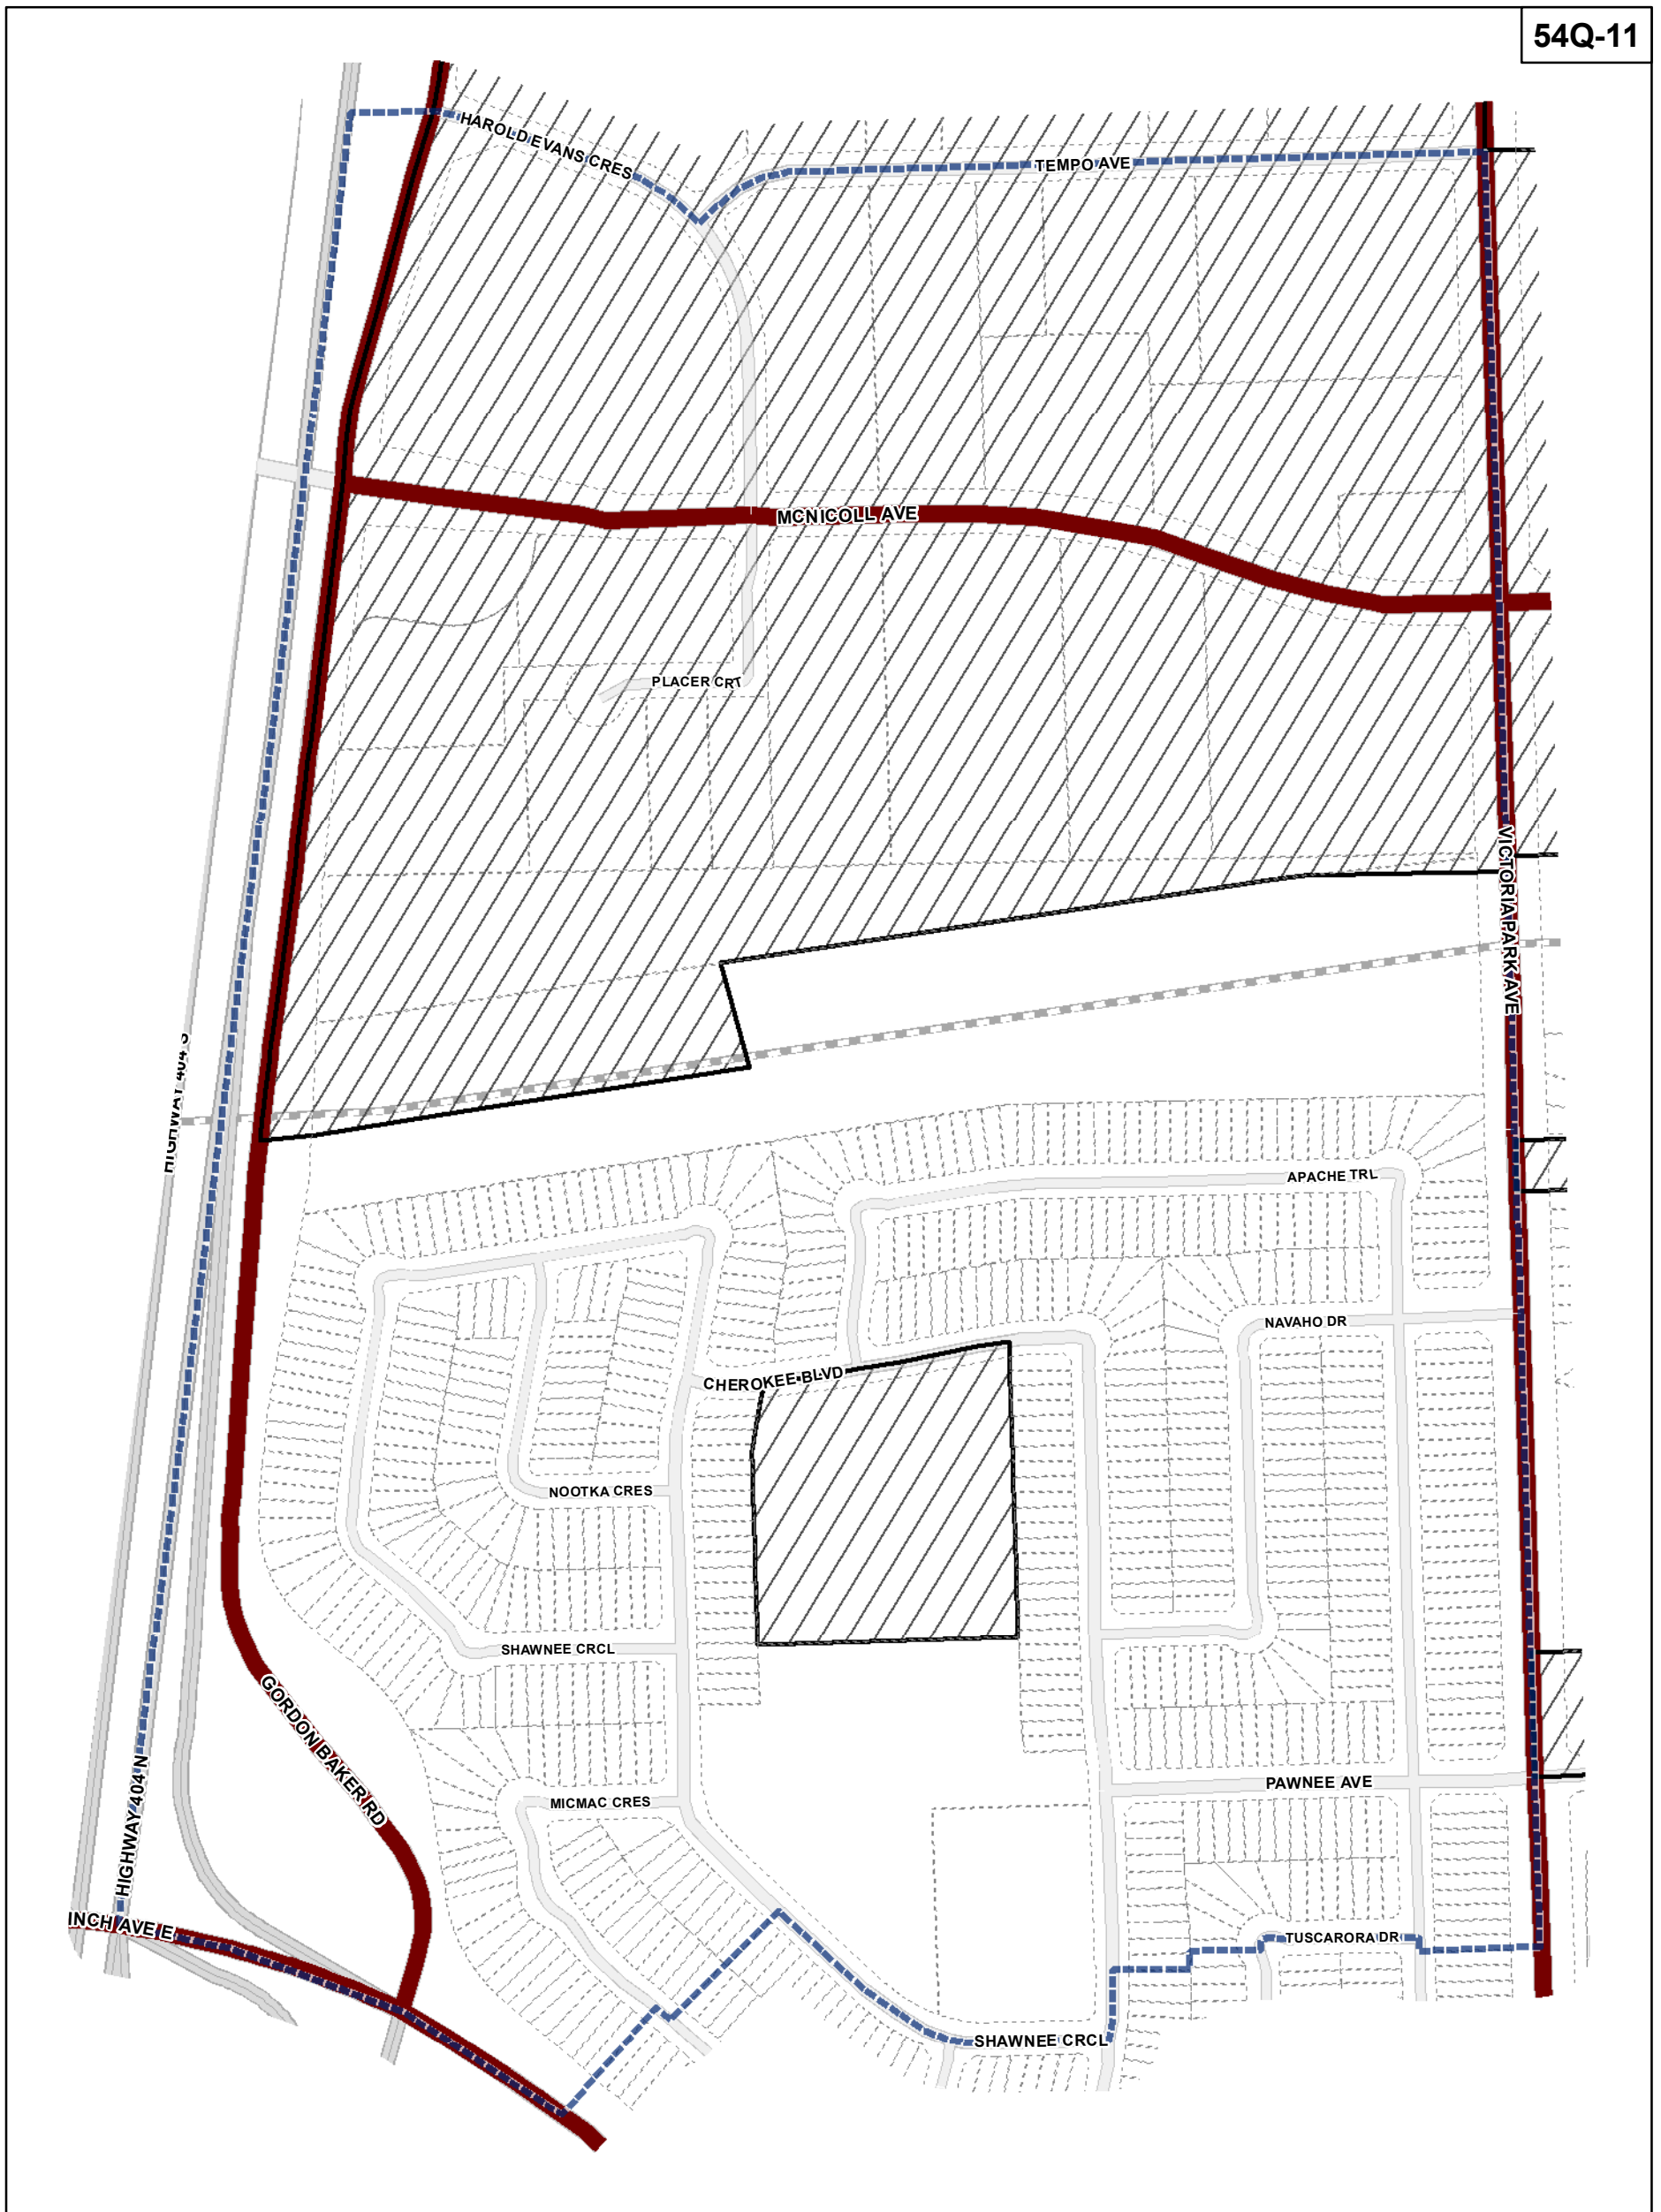 54Q-11
HAROLD EVANS CRES
TEMPO AVE
MCNICOLL AVE
PLACER CRT
VICTORIA PARK AVE
HIGHWAY 404 S
APACHE TRL
NAVAHO DR
CHEROKEE BLVD
NOOTKA CRES
SHAWNEE CRCL
GORDON BAKER RD
PAWNEE AVE
MICMAC CRES
HIGHWAY 404 N
INCH AVE E
TUSCARORA DR
SHAWNEE CRCL